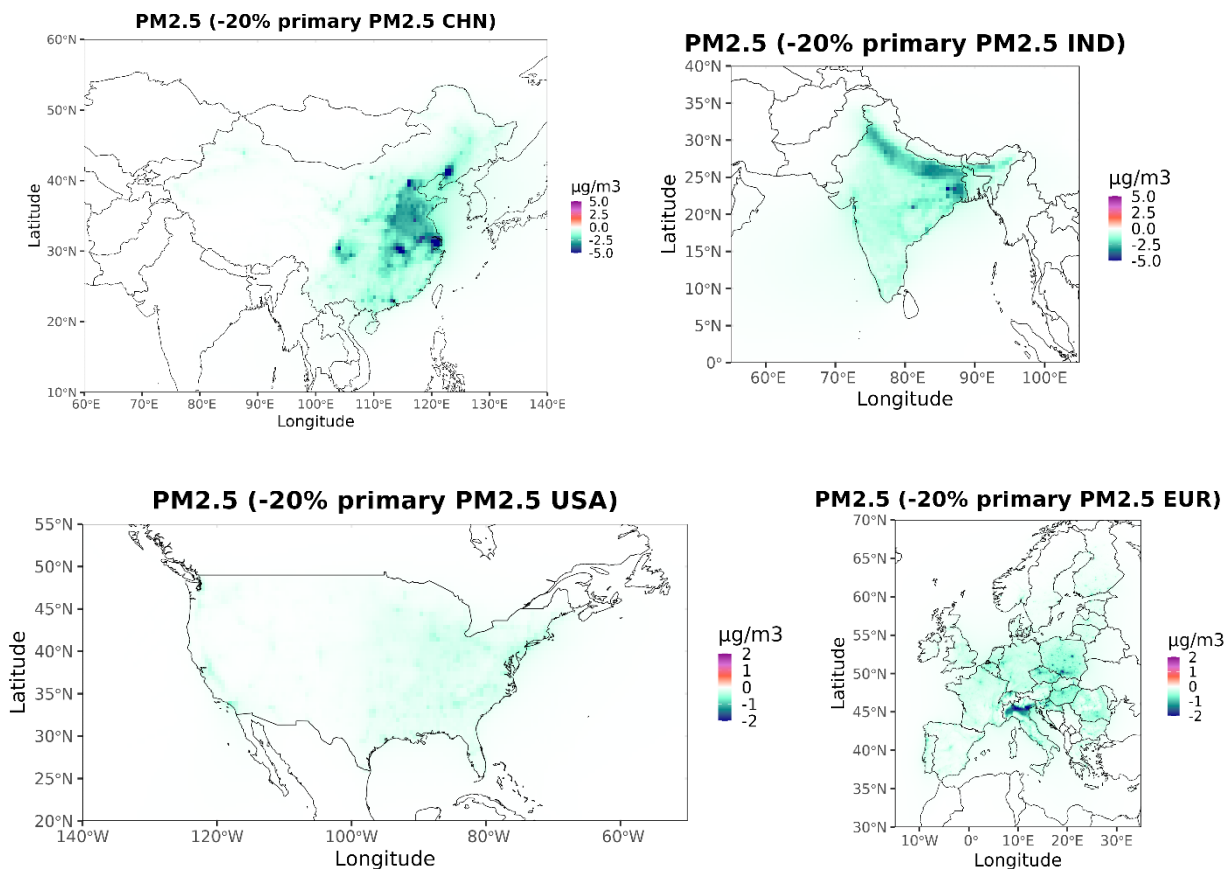 PM2.5 (-20% primary PM2.5 CHN)
60°N
50°N
40°N
30°N
20°N
10°N
Latitude
60°E 70°E 80°E 90°E 100°E 110°E 120°E 130°E 140°E
Longitude
µg/m3
5.0
2.5
0.0
-2.5
-5.0
PM2.5 (-20% primary PM2.5 IND)
40°N
35°N
30°N
25°N
20°N
15°N
10°N
5°N
0°
Latitude
60°E 70°E 80°E 90°E 100°E
Longitude
µg/m3
5.0
2.5
0.0
-2.5
-5.0
PM2.5 (-20% primary PM2.5 USA)
55°N
50°N
45°N
40°N
35°N
30°N
25°N
20°N
Latitude
140°W 120°W 100°W 80°W 60°W
Longitude
µg/m3
2
1
0
-1
-2
PM2.5 (-20% primary PM2.5 EUR)
70°N
65°N
60°N
55°N
50°N
45°N
40°N
35°N
30°N
Latitude
10°W 0° 10°E 20°E 30°E
Longitude
µg/m3
2
1
0
-1
-2